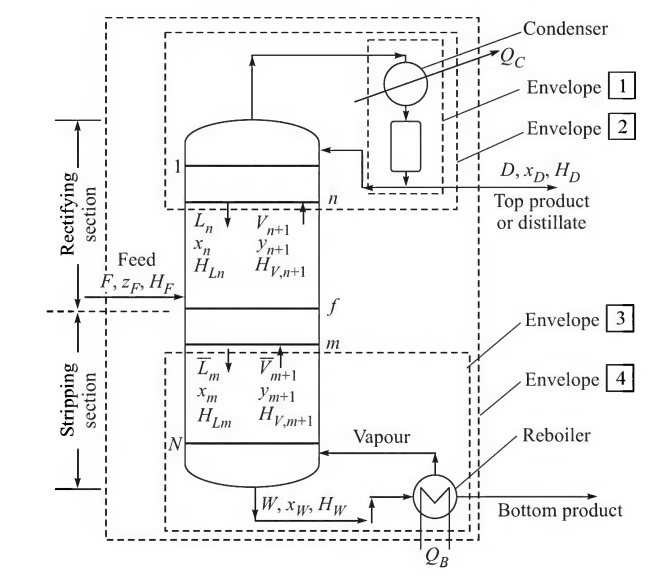 Condenser
Q_C
Envelope 1
Envelope 2
D, x_D, H_D
Top product
or distillate
Rectifying
section
1
n
L_n V_{n+1}
x_n y_{n+1}
H_{Ln} H_{V,n+1}
Feed
F, z_F, H_F
f
m
Envelope 3
Envelope 4
Stripping
section
L̅_m V̅_{m+1}
x_m y_{m+1}
H_{Lm} H_{V,m+1}
Vapour
Reboiler
N
W, x_W, H_W
Bottom product
Q_B